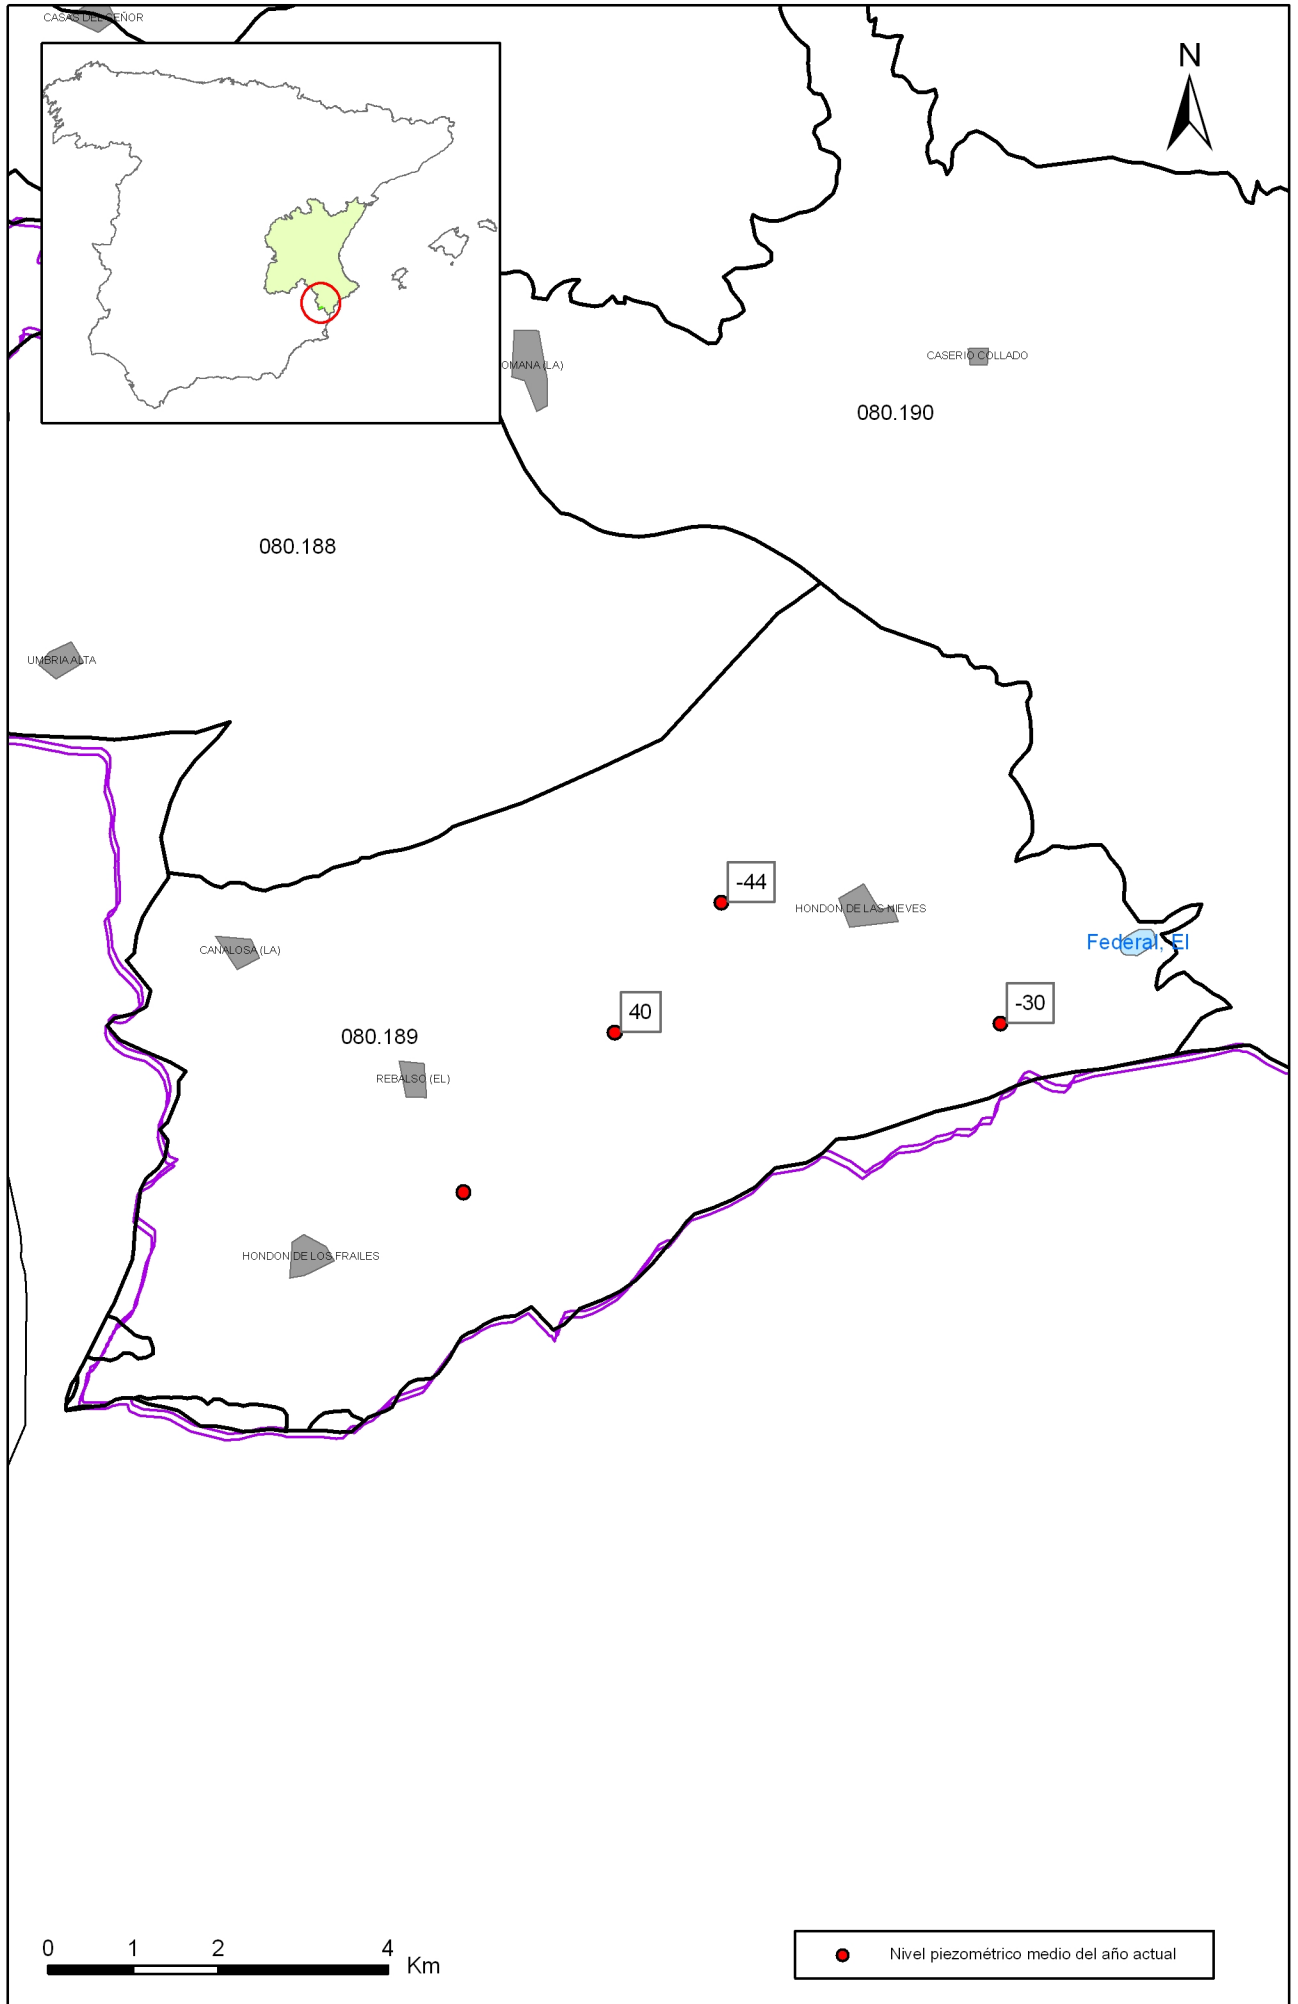 CASAS DEL SEÑOR
N
OMANA (LA)
CASERIO COLLADO
080.190
080.188
UMBRIA ALTA
-44
HONDON DE LAS NIEVES
CANALOSA (LA)
Federal, El
-30
40
080.189
REBALSO (EL)
HONDON DE LOS FRAILES
0 1 2 4
Km
Nivel piezométrico medio del año actual